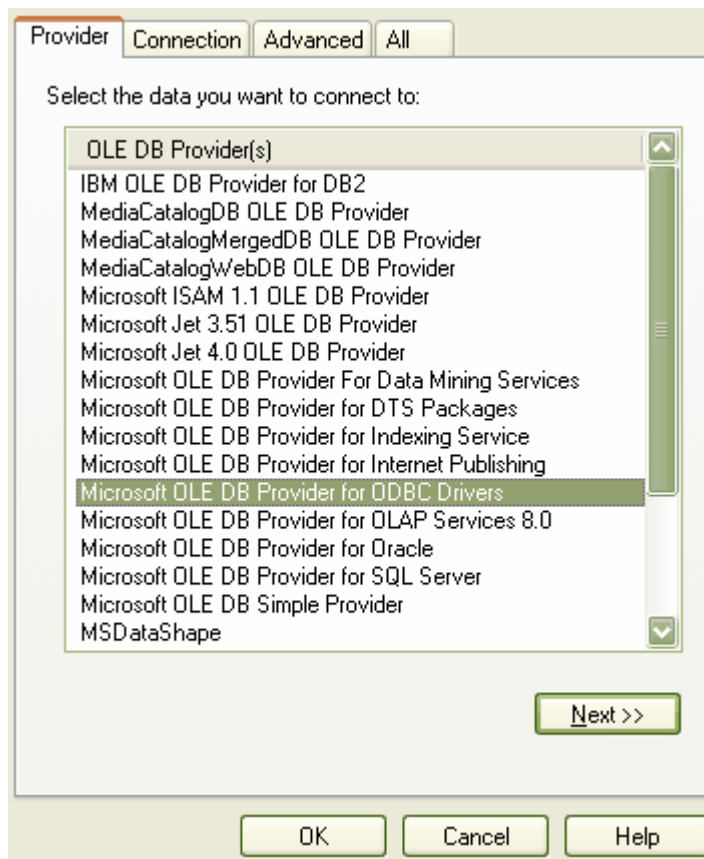 Provider Connection Advanced All
Select the data you want to connect to:
OLE DB Provider(s)
IBM OLE DB Provider for DB2
MediaCatalogDB OLE DB Provider
MediaCatalogMergedDB OLE DB Provider
MediaCatalogWebDB OLE DB Provider
Microsoft ISAM 1.1 OLE DB Provider
Microsoft Jet 3.51 OLE DB Provider
Microsoft Jet 4.0 OLE DB Provider
Microsoft OLE DB Provider For Data Mining Services
Microsoft OLE DB Provider for DTS Packages
Microsoft OLE DB Provider for Indexing Service
Microsoft OLE DB Provider for Internet Publishing
Microsoft OLE DB Provider for ODBC Drivers
Microsoft OLE DB Provider for OLAP Services 8.0
Microsoft OLE DB Provider for Oracle
Microsoft OLE DB Provider for SQL Server
Microsoft OLE DB Simple Provider
MSDataShape
Next >>
OK Cancel Help